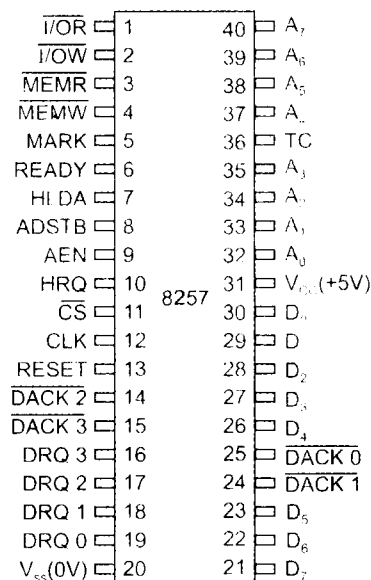 I/OR 1 40 A7
I/OW 2 39 A6
MEMR 3 38 A5
MEMW 4 37 A
MARK 5 36 TC
READY 6 35 A3
HLDA 7 34 A
ADSTB 8 33 A1
AEN 9 32 A0
HRQ 10 31 V (+5V)
CS 11 30 D
8257
CLK 12 29 D
RESET 13 28 D2
DACK 2 14 27 D3
DACK 3 15 26 D4
DRQ 3 16 25 DACK 0
DRQ 2 17 24 DACK 1
DRQ 1 18 23 D5
DRQ 0 19 22 D6
Vss(0V) 20 21 D7